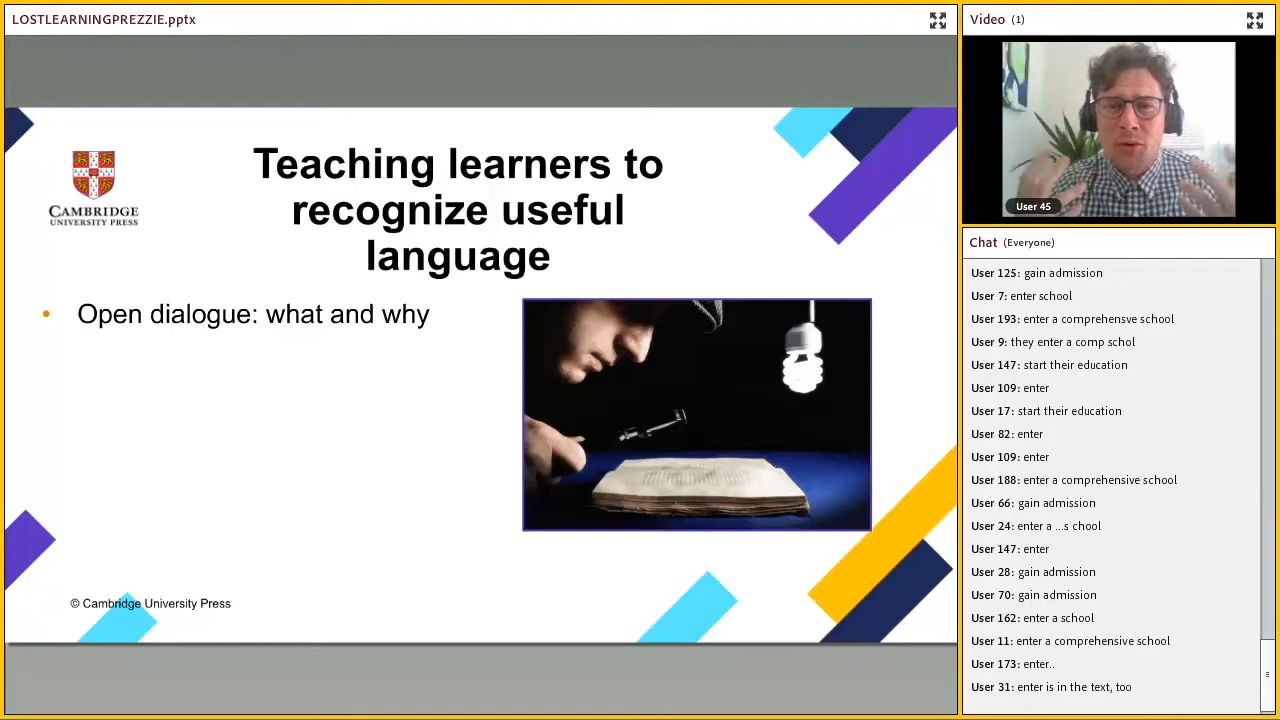 LOSTLEARNINGPREZZIE.pptx
CAMBRIDGE
UNIVERSITY PRESS
Teaching learners to
recognize useful
language
• Open dialogue: what and why
© Cambridge University Press
Video (1)
User 45
Chat (Everyone)
User 125: gain admission
User 7: enter school
User 193: enter a comprehensve school
User 9: they enter a comp schol
User 147: start their education
User 109: enter
User 17: start their education
User 82: enter
User 109: enter
User 188: enter a comprehensive school
User 66: gain admission
User 24: enter a ...s chool
User 147: enter
User 28: gain admission
User 70: gain admission
User 162: enter a school
User 11: enter a comprehensive school
User 173: enter..
User 31: enter is in the text, too